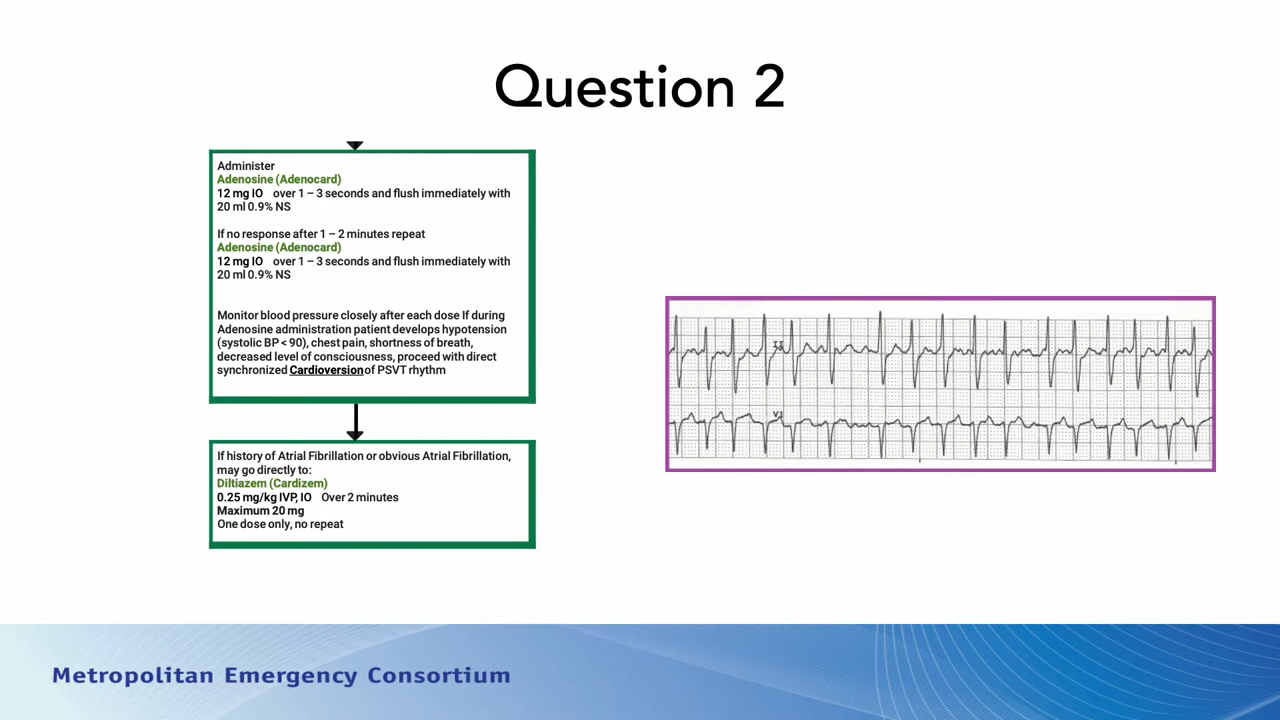 Question 2
Administer
Adenosine (Adenocard)
12 mg IO over 1 – 3 seconds and flush immediately with
20 ml 0.9% NS
If no response after 1 – 2 minutes repeat
Adenosine (Adenocard)
12 mg IO over 1 – 3 seconds and flush immediately with
20 ml 0.9% NS
Monitor blood pressure closely after each dose If during
Adenosine administration patient develops hypotension
(systolic BP < 90), chest pain, shortness of breath,
decreased level of consciousness, proceed with direct
synchronized Cardioversion of PSVT rhythm
If history of Atrial Fibrillation or obvious Atrial Fibrillation,
may go directly to:
Diltiazem (Cardizem)
0.25 mg/kg IVP, IO Over 2 minutes
Maximum 20 mg
One dose only, no repeat
II
V1
Metropolitan Emergency Consortium